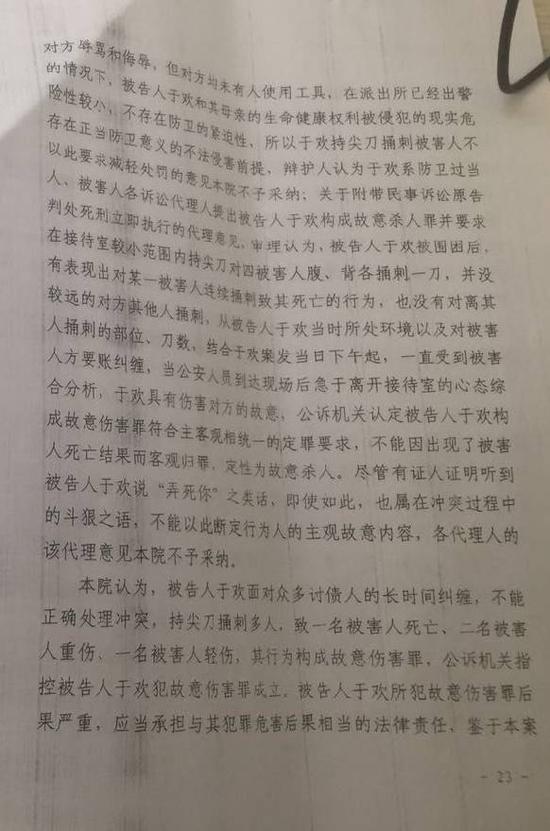 对方辱骂和侮辱，但对方均未有人使用工具，在派出所已经出警
的情况下，被告人于欢和其母亲的生命健康权利被侵犯的现实危
险性较小，不存在防卫的紧迫性，所以于欢持尖刀捅刺被害人不
存在正当防卫意义的不法侵害前提，辩护人认为于欢系防卫过当
以此要求减轻处罚的意见本院不予采纳；关于附带民事诉讼原告
人、被害人各诉讼代理人提出被告人于欢构成故意杀人罪并要求
判处死刑立即执行的代理意见，审理认为，被告人于欢被围困后，
在接待室较小范围内持尖刀对四被害人腹、背各捅刺一刀，并没
有表现出对某一被害人连续捅刺致其死亡的行为，也没有对离其
较远的对方其他人捅刺，从被告人于欢当时所处环境以及对被害
人捅刺的部位、刀数，结合于欢案发当日下午起，一直受到被害
人方要账纠缠，当公安人员到达现场后急于离开接待室的心态综
合分析，于欢具有伤害对方的故意，公诉机关认定被告人于欢构
成故意伤害罪符合主客观相统一的定罪要求，不能因出现了被害
人死亡结果而客观归罪，定性为故意杀人。尽管有证人证明听到
被告人于欢说“弄死你”之类话，即使如此，也属在冲突过程中
的斗狠之语，不能以此断定行为人的主观故意内容，各代理人的
该代理意见本院不予采纳。
本院认为，被告人于欢面对众多讨债人的长时间纠缠，不能
正确处理冲突，持尖刀捅刺多人，致一名被害人死亡、二名被害
人重伤、一名被害人轻伤，其行为构成故意伤害罪，公诉机关指
控被告人于欢犯故意伤害罪成立。被告人于欢所犯故意伤害罪后
果严重，应当承担与其犯罪危害后果相当的法律责任，鉴于本案
- 23 -